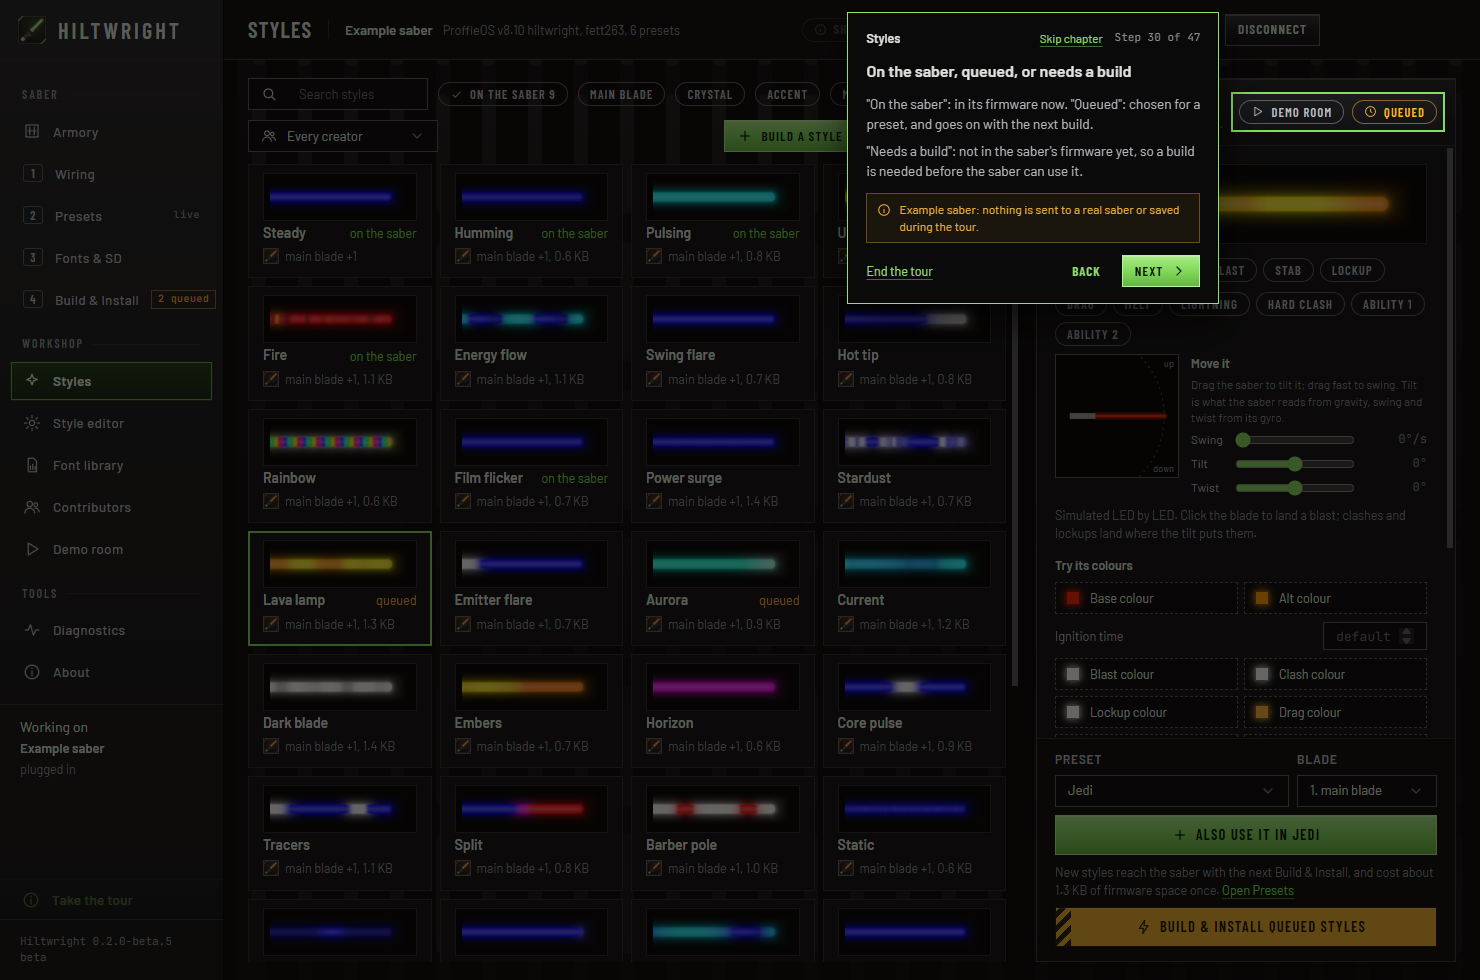 HILTWRIGHT
STYLES
Example saber
ProffieOS v8.10 hiltwright, fett263, 6 presets
DISCONNECT
SABER
Armory
1 Wiring
2 Presets live
3 Fonts & SD
4 Build & Install 2 queued
WORKSHOP
Styles
Style editor
Font library
Contributors
Demo room
TOOLS
Diagnostics
About
Working on
Example saber
plugged in
Take the tour
Hiltwright 0.2.0-beta.5
beta
Search styles
ON THE SABER 9
MAIN BLADE
CRYSTAL
ACCENT
Every creator
BUILD A STYLE
Steady on the saber
main blade +1
Humming on the saber
main blade +1, 0.6 KB
Pulsing on the saber
main blade +1, 0.8 KB
Fire on the saber
main blade +1, 1.1 KB
Energy flow
main blade +1, 1.1 KB
Swing flare
main blade +1, 0.7 KB
Hot tip
main blade +1, 0.8 KB
Rainbow
main blade +1, 0.6 KB
Film flicker on the saber
main blade +1, 0.7 KB
Power surge
main blade +1, 1.4 KB
Stardust
main blade +1, 0.7 KB
Lava lamp queued
main blade +1, 1.3 KB
Emitter flare
main blade +1, 0.7 KB
Aurora queued
main blade +1, 0.9 KB
Current
main blade +1, 1.2 KB
Dark blade
main blade +1, 1.4 KB
Embers
main blade +1, 0.7 KB
Horizon
main blade +1, 0.6 KB
Core pulse
main blade +1, 0.9 KB
Tracers
main blade +1, 1.1 KB
Split
main blade +1, 0.8 KB
Barber pole
main blade +1, 1.0 KB
Static
main blade +1, 0.6 KB
Styles
Skip chapter
Step 30 of 47
On the saber, queued, or needs a build
"On the saber": in its firmware now. "Queued": chosen for a
preset, and goes on with the next build.
"Needs a build": not in the saber's firmware yet, so a build
is needed before the saber can use it.
Example saber: nothing is sent to a real saber or saved
during the tour.
End the tour
BACK
NEXT
DEMO ROOM
QUEUED
STAB
LOCKUP
DRAG
MELT
LIGHTNING
HARD CLASH
ABILITY 1
ABILITY 2
up
down
Move it
Drag the saber to tilt it; drag fast to swing. Tilt
is what the saber reads from gravity, swing and
twist from its gyro.
Swing 0°/s
Tilt 0°
Twist 0°
Simulated LED by LED. Click the blade to land a blast; clashes and
lockups land where the tilt puts them.
Try its colours
Base colour
Alt colour
Ignition time
default
Blast colour
Clash colour
Lockup colour
Drag colour
PRESET
BLADE
Jedi
1. main blade
ALSO USE IT IN JEDI
New styles reach the saber with the next Build & Install, and cost about
1.3 KB of firmware space once. Open Presets
BUILD & INSTALL QUEUED STYLES